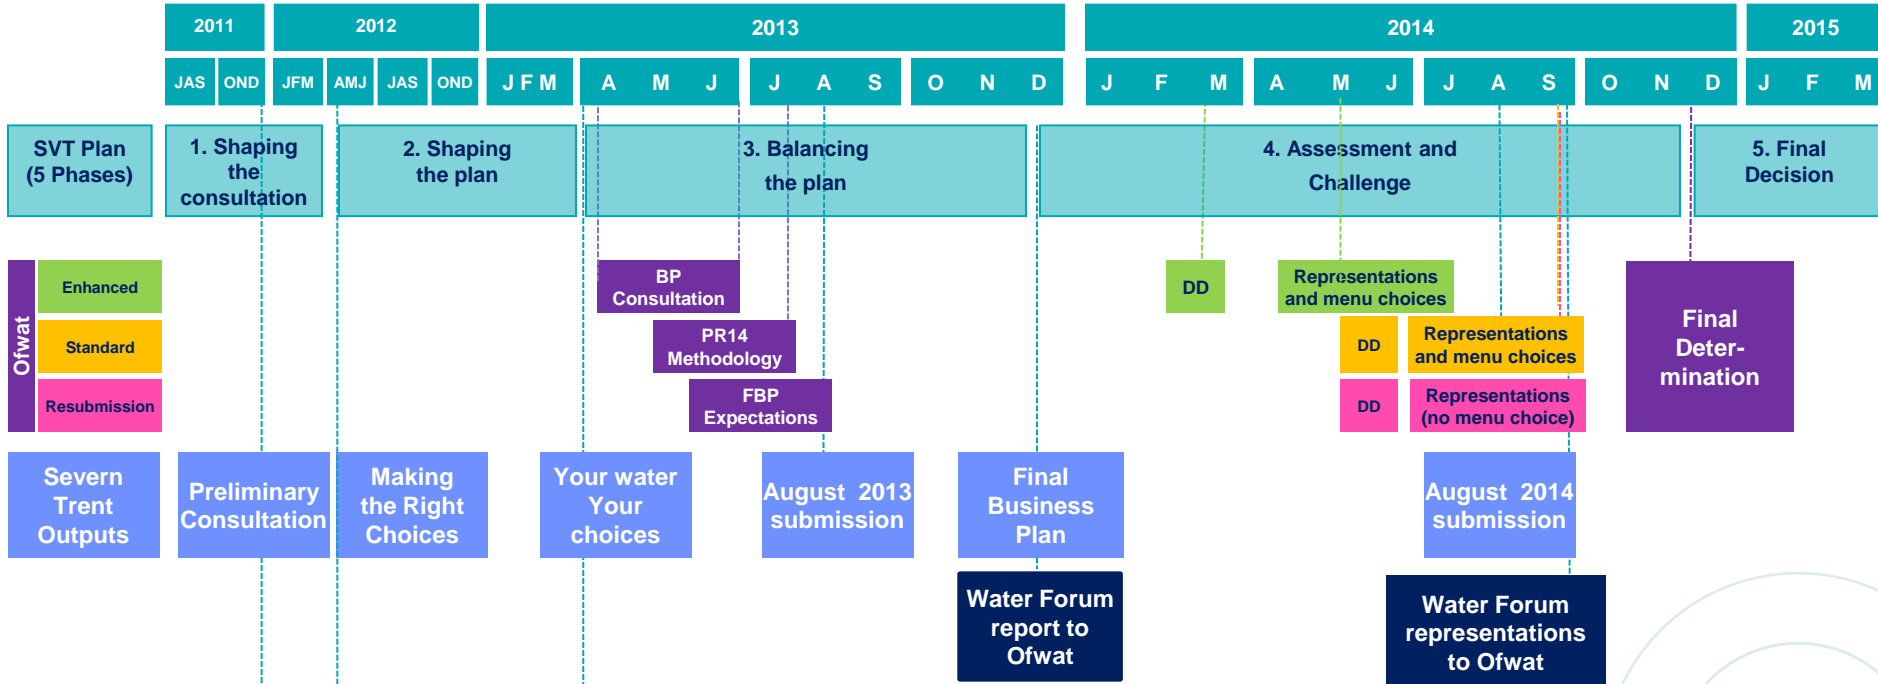 2011 2012 2013 2014 2015
JAS OND JFM AMJ JAS OND J F M A M J J A S O N D J F M A M J J A S O N D J F M
SVT Plan
(5 Phases)
1. Shaping
the
consultation
2. Shaping
the plan
3. Balancing
the plan
4. Assessment and
Challenge
5. Final
Decision
Ofwat
Enhanced
Standard
Resubmission
BP
Consultation
PR14
Methodology
FBP
Expectations
DD
Representations
and menu choices
DD
Representations
and menu choices
DD
Representations
(no menu choice)
Final
Deter-
mination
Severn
Trent
Outputs
Preliminary
Consultation
Making
the Right
Choices
Your water
Your
choices
August 2013
submission
Final
Business
Plan
August 2014
submission
Water Forum
report to
Ofwat
Water Forum
representations
to Ofwat